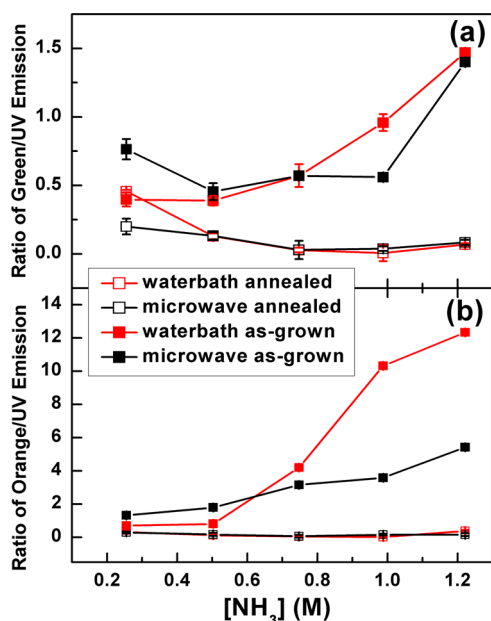 (a)
Ratio of Green/UV Emission
1.5
1.0
0.5
0.0
waterbath annealed
microwave annealed
waterbath as-grown
microwave as-grown
(b)
Ratio of Orange/UV Emission
14
12
10
8
6
4
2
0
0.2 0.4 0.6 0.8 1.0 1.2
[NH₃] (M)